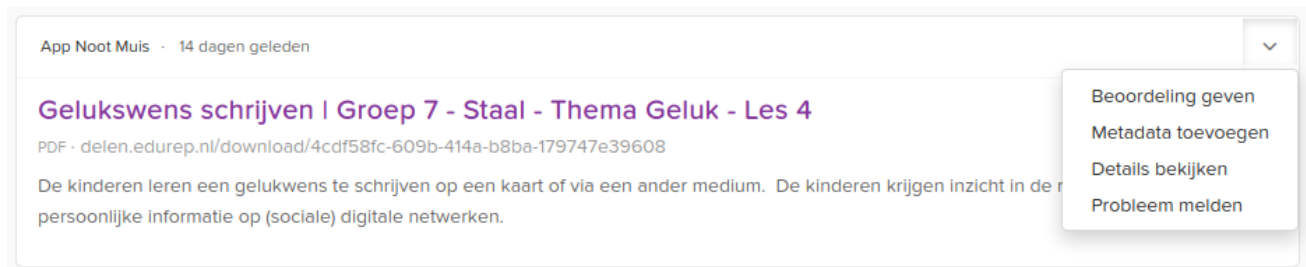 App Noot Muis · 14 dagen geleden
Gelukswens schrijven | Groep 7 - Staal - Thema Geluk - Les 4
PDF · delen.edurep.nl/download/4cdf58fc-609b-414a-b8ba-179747e39608
De kinderen leren een gelukwens te schrijven op een kaart of via een ander medium. De kinderen krijgen inzicht in de
persoonlijke informatie op (sociale) digitale netwerken.
Beoordeling geven
Metadata toevoegen
Details bekijken
Probleem melden